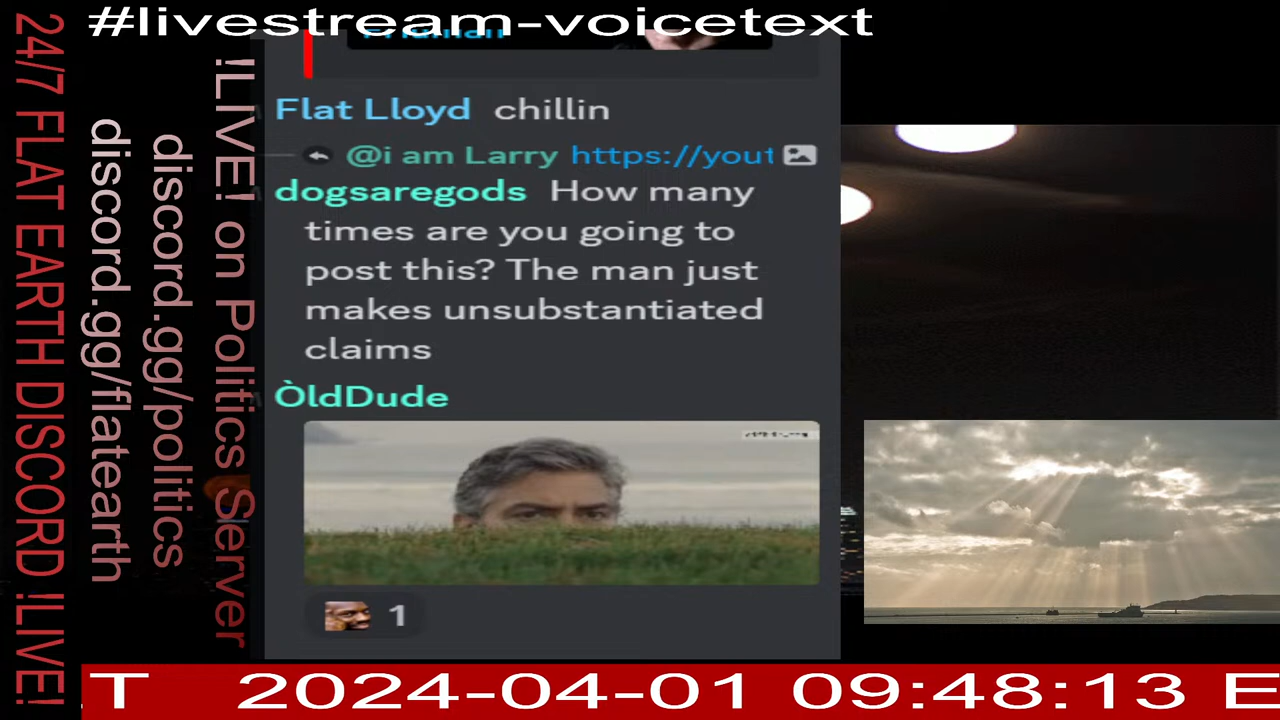 #livestream-voicetext
24/7 FLAT EARTH DISCORD !LIVE!
discord.gg/flatearth
discord.gg/politics
!LIVE! on Politics Server
Flat Lloyd chillin
@i am Larry https://yout
dogsaregods How many
times are you going to
post this? The man just
makes unsubstantiated
claims
ÒldDude
1
T 2024-04-01 09:48:13 E